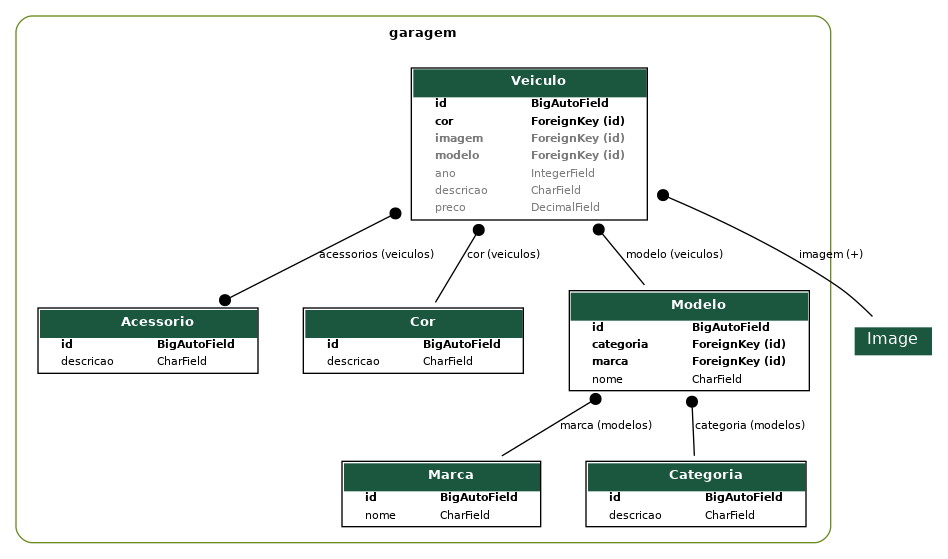 garagem
Veiculo
id BigAutoField
cor ForeignKey (id)
imagem ForeignKey (id)
modelo ForeignKey (id)
ano IntegerField
descricao CharField
preco DecimalField
acessorios (veiculos)
cor (veiculos)
modelo (veiculos)
imagem (+)
Acessorio
id BigAutoField
descricao CharField
Cor
id BigAutoField
descricao CharField
Modelo
id BigAutoField
categoria ForeignKey (id)
marca ForeignKey (id)
nome CharField
Image
marca (modelos)
categoria (modelos)
Marca
id BigAutoField
nome CharField
Categoria
id BigAutoField
descricao CharField